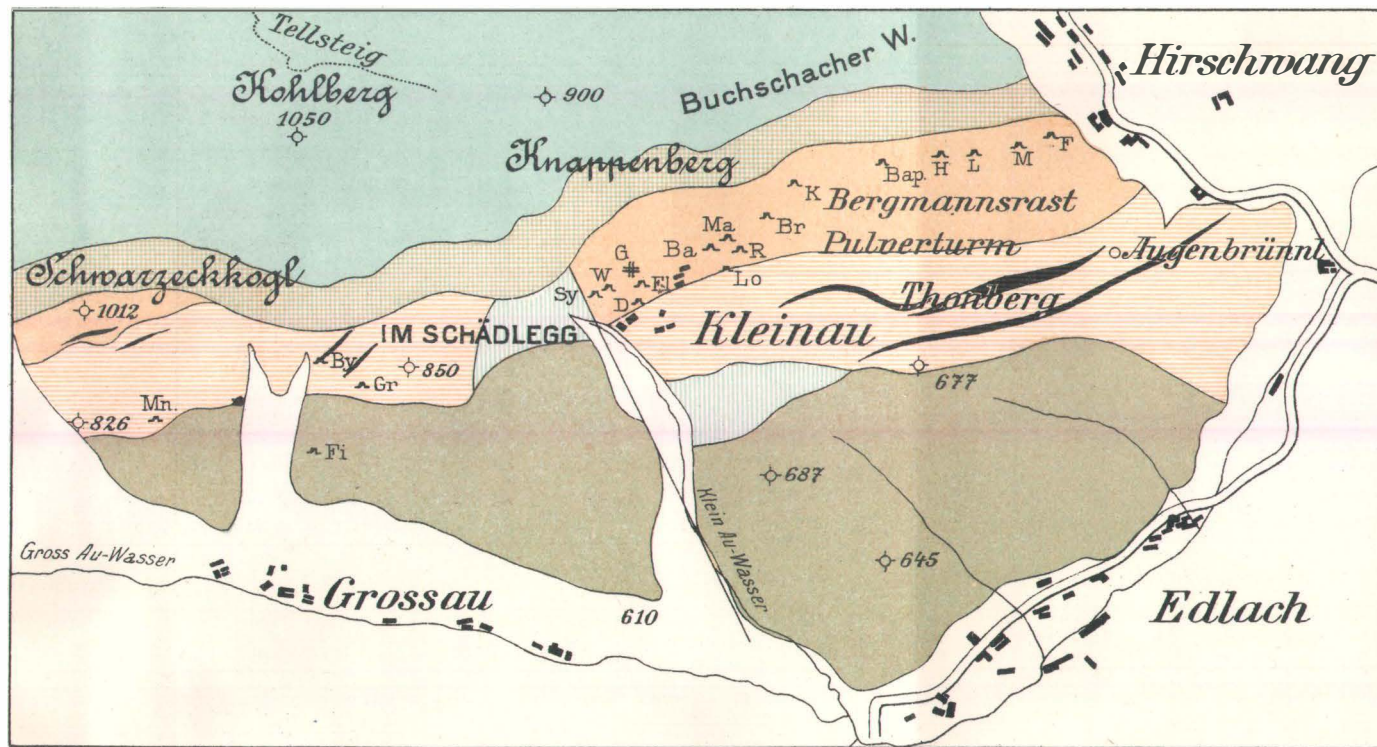 Tellsteig
Kohlberg
1050
900
Buchschacher W.
Hirschwang
Knappenberg
Bap.
H
L
M
F
K
Bergmannsrast
Br
Ma
Ba
R
Pulverturm
Augenbrünnl
Schwarzeckkogl
G
W
El
Lo
Sy
D
Thonberg
1012
IM SCHÄDLEGG
Kleinau
By
850
Gr
677
Mn.
826
Fi
687
Klein Au-Wasser
Gross Au-Wasser
645
Grossau
610
Edlach